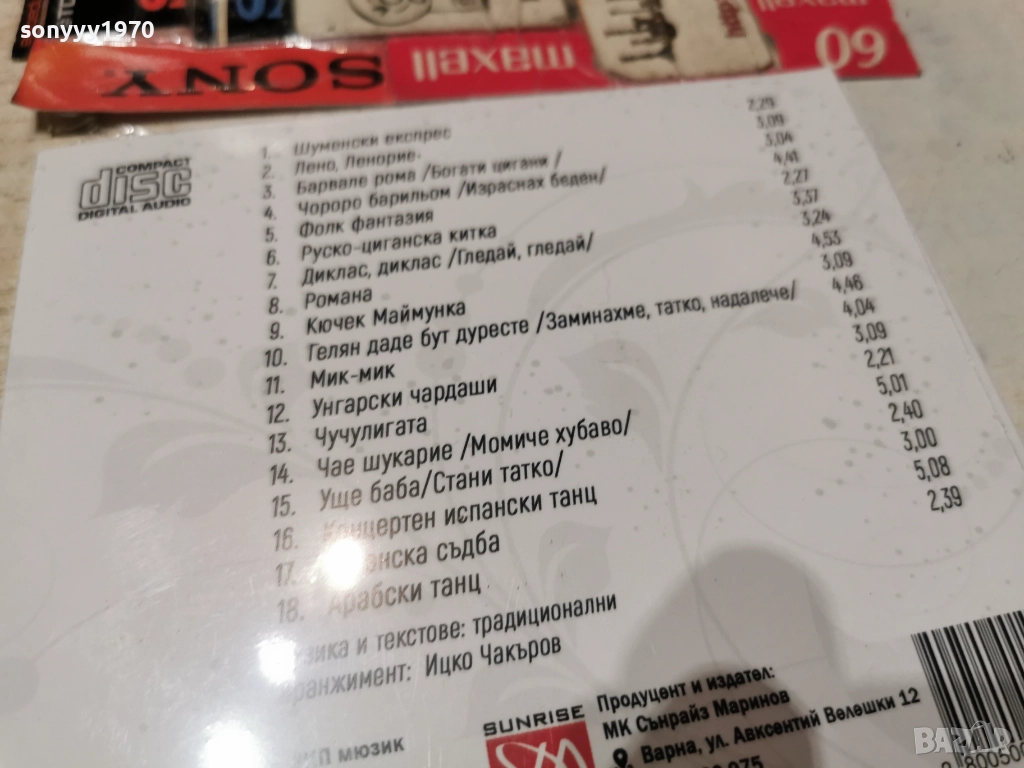 sonyyv1970
SONY maxell 60
COMPACT
disc
DIGITAL AUDIO
1. Шуменски експрес 2,29
2. Лено, Ленорие- 3,09
3. Барвале рома /Богати цигани / 3,04
4. Чороро барильом /Израснах беден/ 4,41
5. Фолк фантазия 2,27
6. Руско-циганска китка 3,37
7. Диклас, диклас /Гледай, гледай/ 3,24
8. Романа 4,53
9. Кючек Маймунка 3,09
10. Гелян даде бут дуресте /Заминахме, татко, надалече/ 4,46
11. Мик-мик 4,04
12. Унгарски чардаши 3,09
13. Чучулигата 2,21
14. Чае шукарие /Момиче хубаво/ 5,01
15. Уще баба/Стани татко/ 2,40
16. Концертен испански танц 3,00
17. съдба 5,08
18. Арабски танц 2,39
и текстове: традиционални
Ицко Чакъров
мюзик
SUNRISE
Продуцент и издател:
МК Сънрайз Маринов
Варна, ул. Авксентий Велешки 12
975
BAZAR